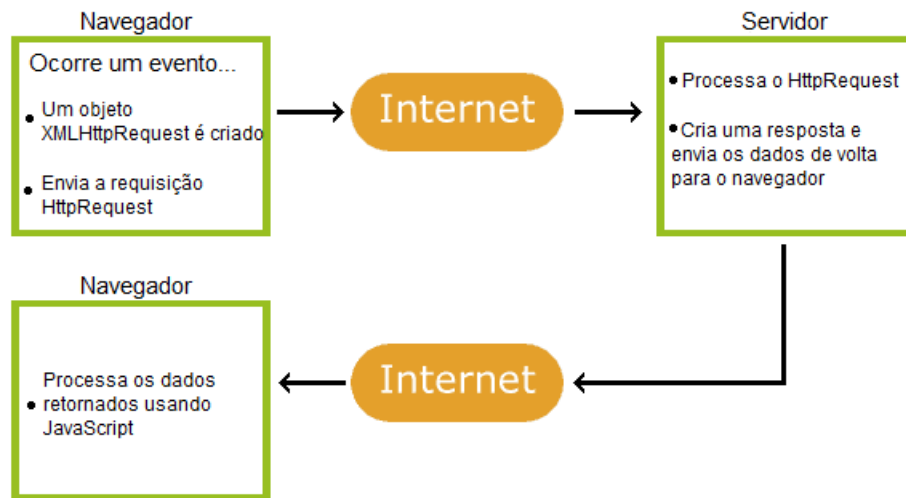 Navegador
Ocorre um evento...
Um objeto
XMLHttpRequest é criado
Envia a requisição
HttpRequest
Internet
Servidor
Processa o HttpRequest
Cria uma resposta e
envia os dados de volta
para o navegador
Navegador
Processa os dados
retornados usando
JavaScript
Internet